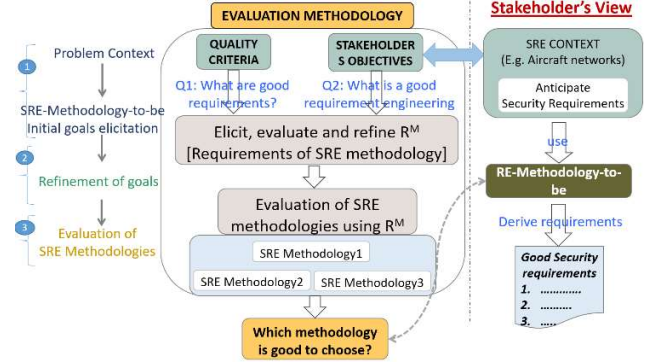 EVALUATION METHODOLOGY
Stakeholder's View
1
Problem Context
SRE-Methodology-to-be
Initial goals elicitation
2
Refinement of goals
3
Evaluation of
SRE Methodologies
QUALITY
CRITERIA
STAKEHOLDER
S OBJECTIVES
Q1: What are good
requirements?
Q2: What is a good
requirement engineering
Elicit, evaluate and refine Rᴹ
[Requirements of SRE methodology]
Evaluation of SRE
methodologies using Rᴹ
SRE Methodology1
SRE Methodology2
SRE Methodology3
Which methodology
is good to choose?
SRE CONTEXT
(E.g. Aircraft networks)
Anticipate
Security Requirements
use
RE-Methodology-to-
be
Derive requirements
Good Security
requirements
1. .............
2. ..........
3. .....